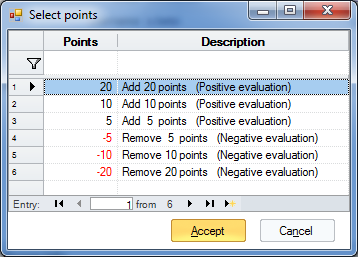 Select points
Points Description
1 20 Add 20 points (Positive evaluation)
2 10 Add 10 points (Positive evaluation)
3 5 Add 5 points (Positive evaluation)
4 -5 Remove 5 points (Negative evaluation)
5 -10 Remove 10 points (Negative evaluation)
6 -20 Remove 20 points (Negative evaluation)
Entry: 1 from 6
Accept Cancel